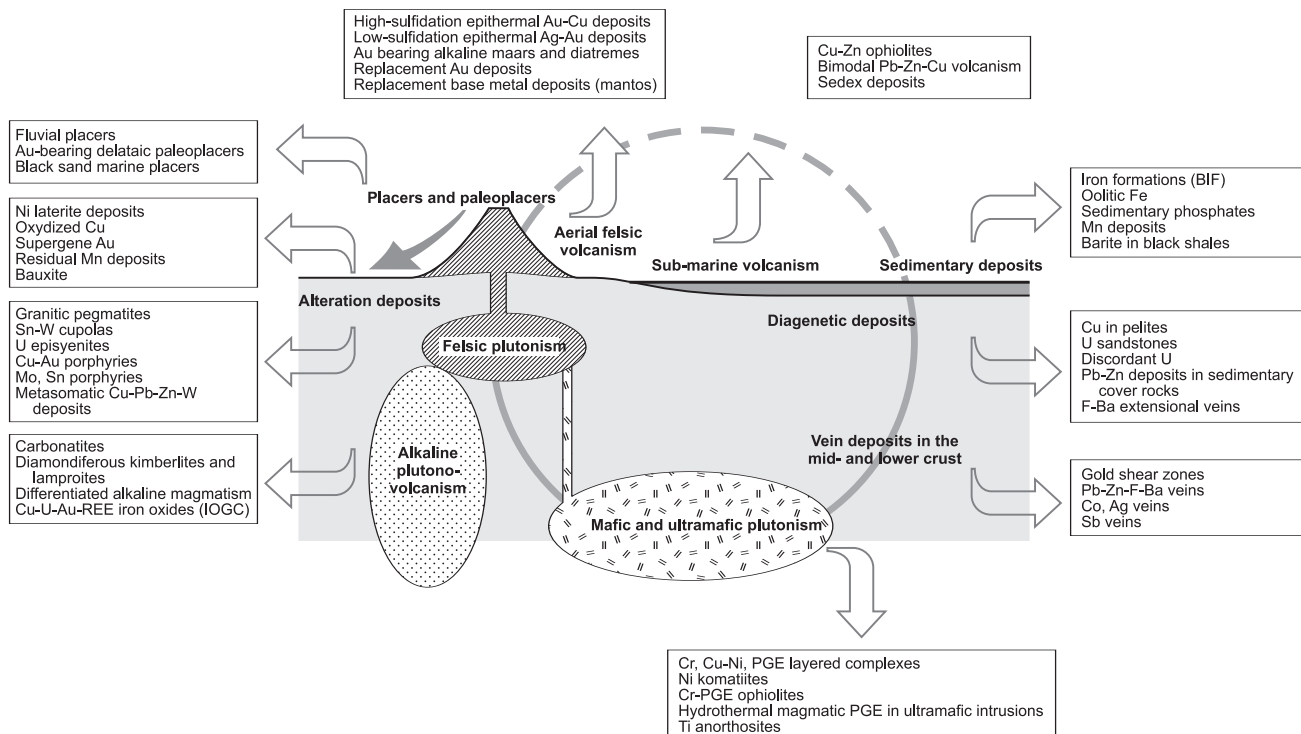 High-sulfidation epithermal Au-Cu deposits
Low-sulfidation epithermal Ag-Au deposits
Au bearing alkaline maars and diatremes
Replacement Au deposits
Replacement base metal deposits (mantos)
Cu-Zn ophiolites
Bimodal Pb-Zn-Cu volcanism
Sedex deposits
Fluvial placers
Au-bearing delataic paleoplacers
Black sand marine placers
Placers and paleoplacers
Aerial felsic
volcanism
Sub-marine volcanism
Sedimentary deposits
Iron formations (BIF)
Oolitic Fe
Sedimentary phosphates
Mn deposits
Barite in black shales
Ni laterite deposits
Oxydized Cu
Supergene Au
Residual Mn deposits
Bauxite
Alteration deposits
Diagenetic deposits
Granitic pegmatites
Sn-W cupolas
U episyenites
Cu-Au porphyries
Mo, Sn porphyries
Metasomatic Cu-Pb-Zn-W
deposits
Felsic plutonism
Cu in pelites
U sandstones
Discordant U
Pb-Zn deposits in sedimentary
cover rocks
F-Ba extensional veins
Carbonatites
Diamondiferous kimberlites and
lamproites
Differentiated alkaline magmatism
Cu-U-Au-REE iron oxides (IOGC)
Alkaline
plutono-
volcanism
Vein deposits in the
mid- and lower crust
Gold shear zones
Pb-Zn-F-Ba veins
Co, Ag veins
Sb veins
Mafic and ultramafic plutonism
Cr, Cu-Ni, PGE layered complexes
Ni komatiites
Cr-PGE ophiolites
Hydrothermal magmatic PGE in ultramafic intrusions
Ti anorthosites